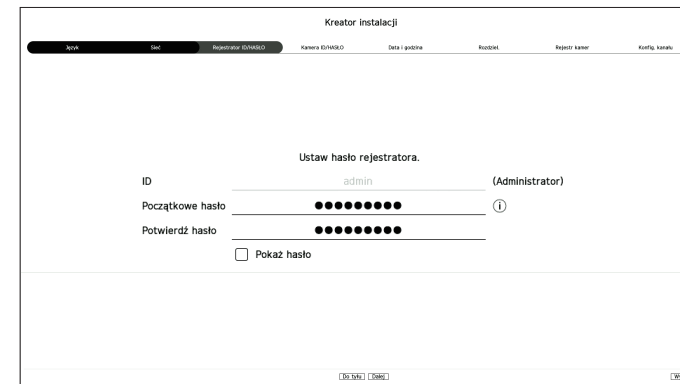 Kreator instalacji
Język Sieć Rejestrator ID/HASŁO Kamera ID/HASŁO Data i godzina Rozdziel. Rejestr kamer Konfig. kanału
Ustaw hasło rejestratora.
ID admin (Administrator)
Początkowe hasło ●●●●●●●●● i
Potwierdź hasło ●●●●●●●●●
Pokaż hasło
Do tyłu Dalej